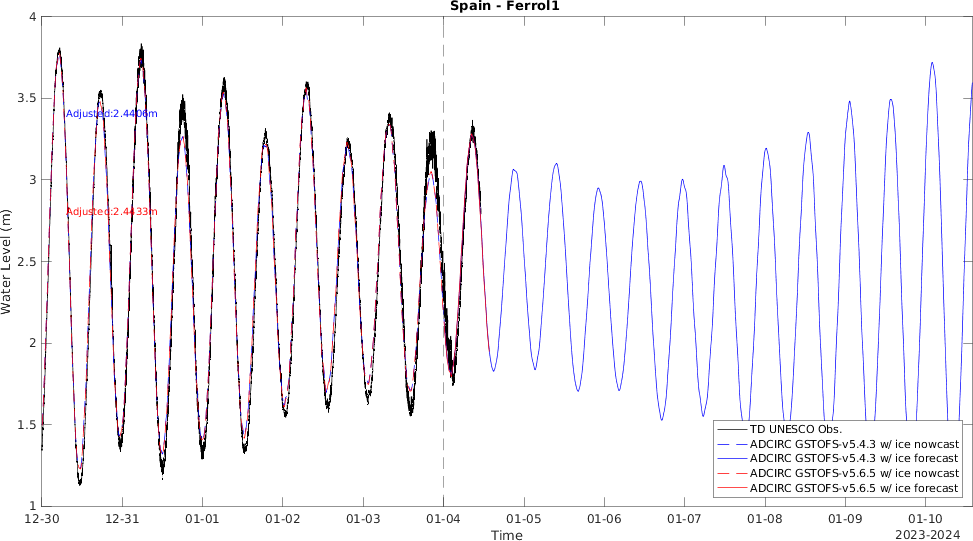 Spain - Ferrol1
4
3.5
3
2.5
2
1.5
1
Water Level (m)
Adjusted:2.4406m
Adjusted:2.4433m
TD UNESCO Obs.
ADCIRC GSTOFS-v5.4.3 w/ ice nowcast
ADCIRC GSTOFS-v5.4.3 w/ ice forecast
ADCIRC GSTOFS-v5.6.5 w/ ice nowcast
ADCIRC GSTOFS-v5.6.5 w/ ice forecast
12-30 12-31 01-01 01-02 01-03 01-04 01-05 01-06 01-07 01-08 01-09 01-10
Time
2023-2024